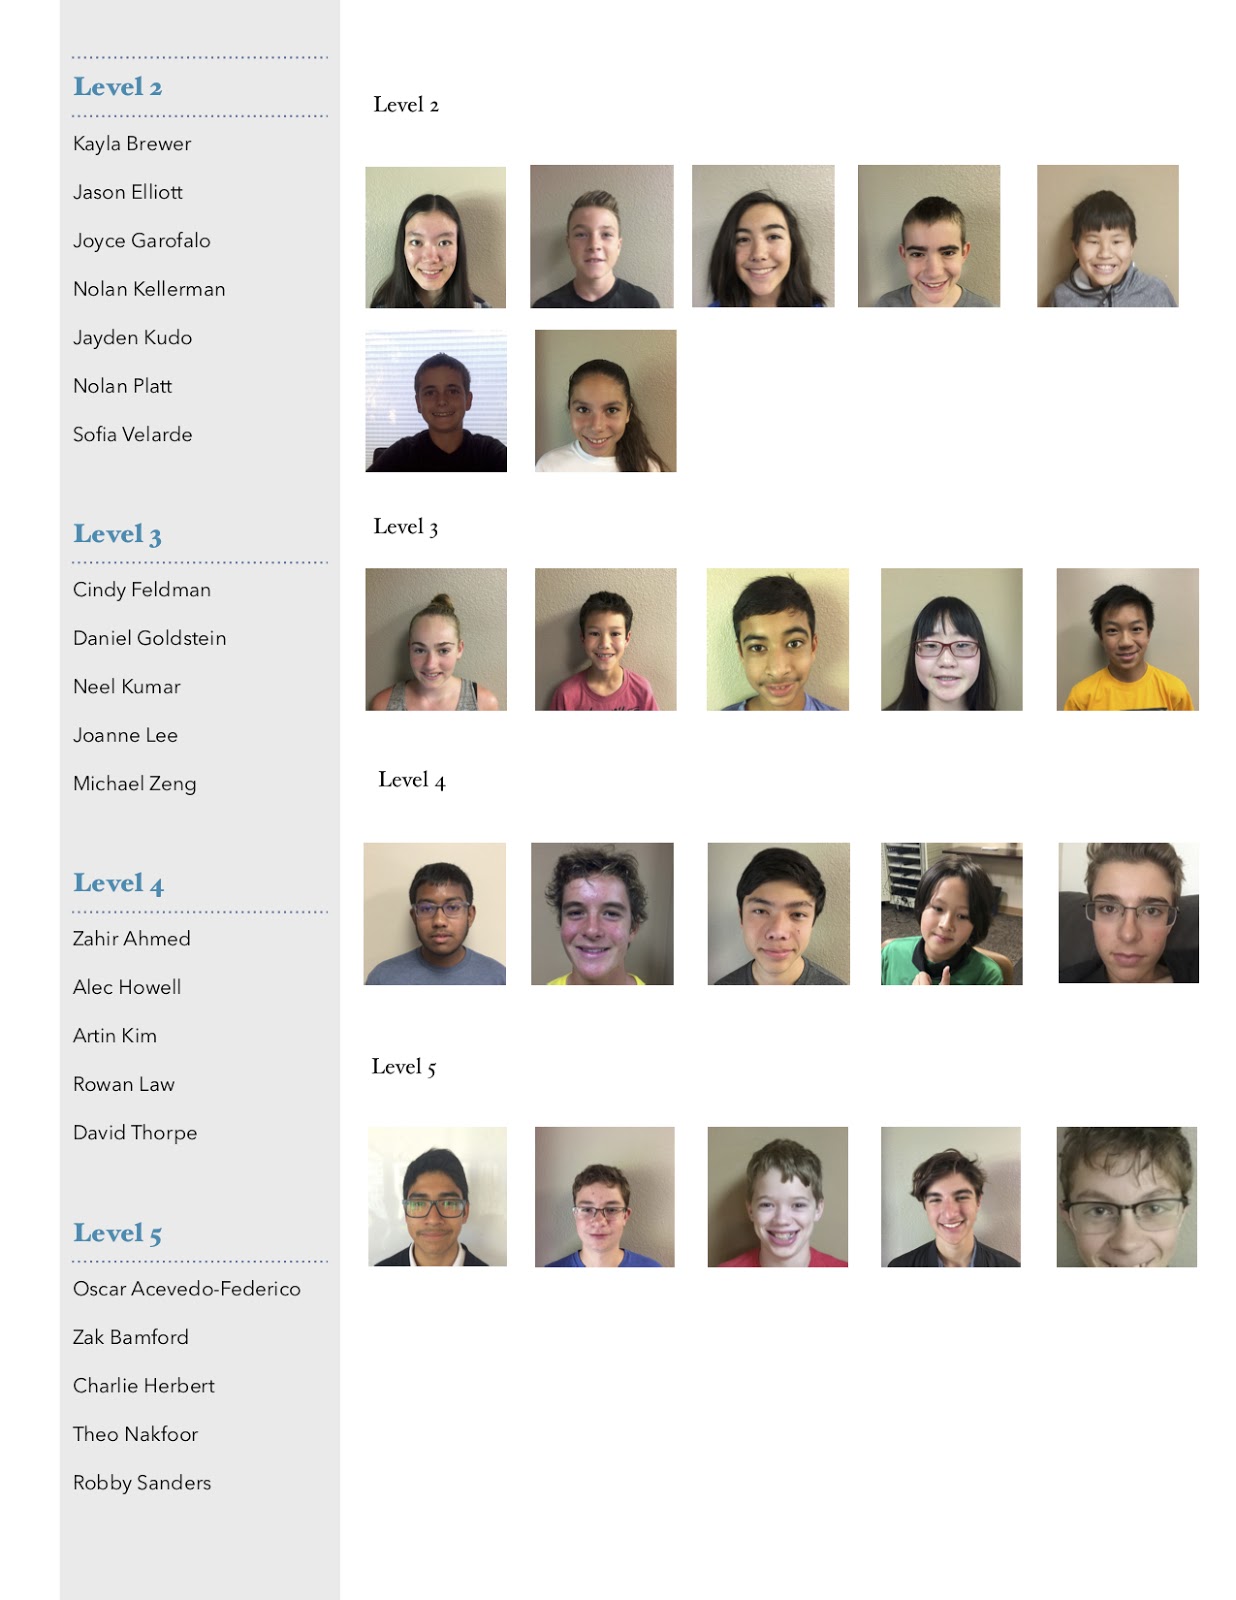 Level 2
Kayla Brewer
Jason Elliott
Joyce Garofalo
Nolan Kellerman
Jayden Kudo
Nolan Platt
Sofia Velarde
Level 3
Cindy Feldman
Daniel Goldstein
Neel Kumar
Joanne Lee
Michael Zeng
Level 4
Zahir Ahmed
Alec Howell
Artin Kim
Rowan Law
David Thorpe
Level 5
Oscar Acevedo-Federico
Zak Bamford
Charlie Herbert
Theo Nakfoor
Robby Sanders
Level 2
Level 3
Level 4
Level 5